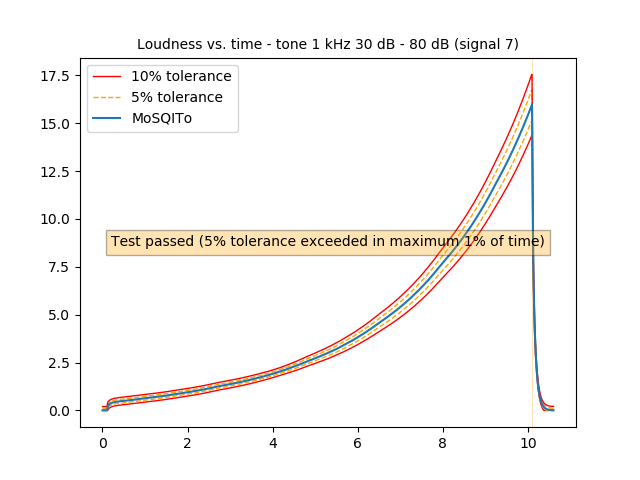 Loudness vs. time - tone 1 kHz 30 dB - 80 dB (signal 7)
10% tolerance
5% tolerance
MoSQITo
Test passed (5% tolerance exceeded in maximum 1% of time)
17.5
15.0
12.5
10.0
7.5
5.0
2.5
0.0
0 2 4 6 8 10